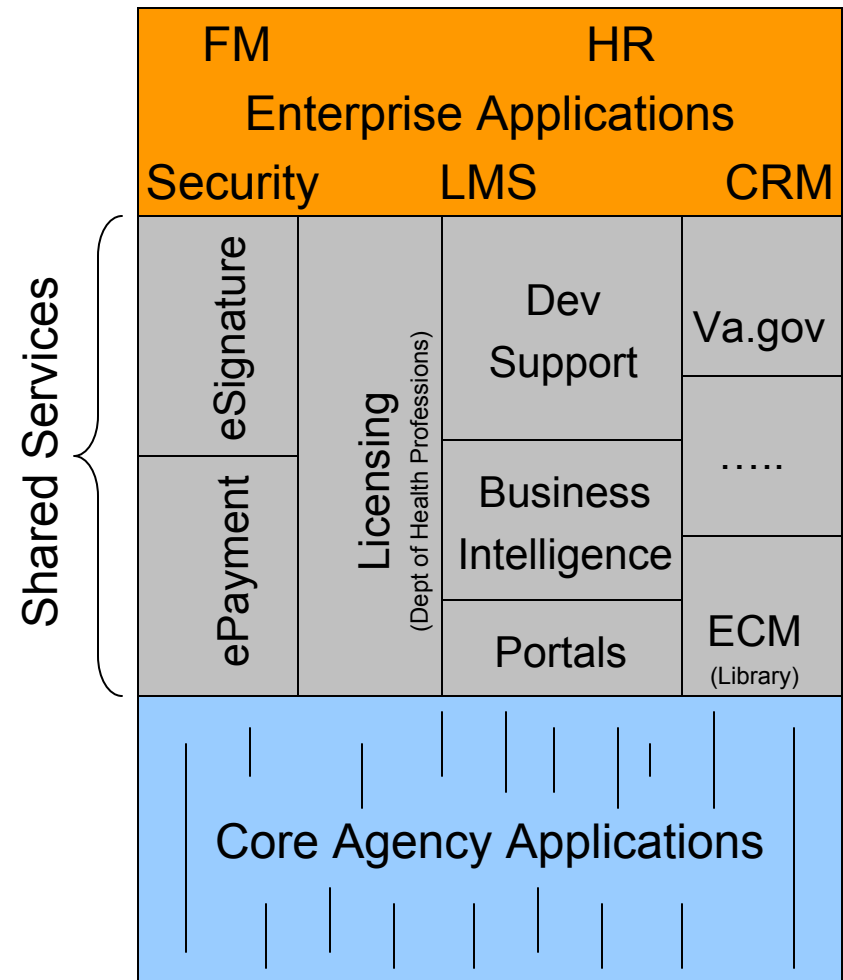 FM HR
Enterprise Applications
Security LMS CRM
Shared Services
eSignature
ePayment
Licensing
(Dept of Health Professions)
Dev
Support
Business
Intelligence
Portals
Va.gov
.....
ECM
(Library)
Core Agency Applications